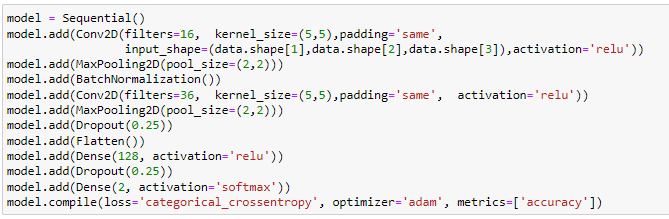 model = Sequential()
model.add(Conv2D(filters=16,  kernel_size=(5,5),padding='same',
                 input_shape=(data.shape[1],data.shape[2],data.shape[3]),activation='relu'))
model.add(MaxPooling2D(pool_size=(2,2)))
model.add(BatchNormalization())
model.add(Conv2D(filters=36,  kernel_size=(5,5),padding='same',  activation='relu'))
model.add(MaxPooling2D(pool_size=(2,2)))
model.add(Dropout(0.25))
model.add(Flatten())
model.add(Dense(128, activation='relu'))
model.add(Dropout(0.25))
model.add(Dense(2, activation='softmax'))
model.compile(loss='categorical_crossentropy', optimizer='adam', metrics=['accuracy'])